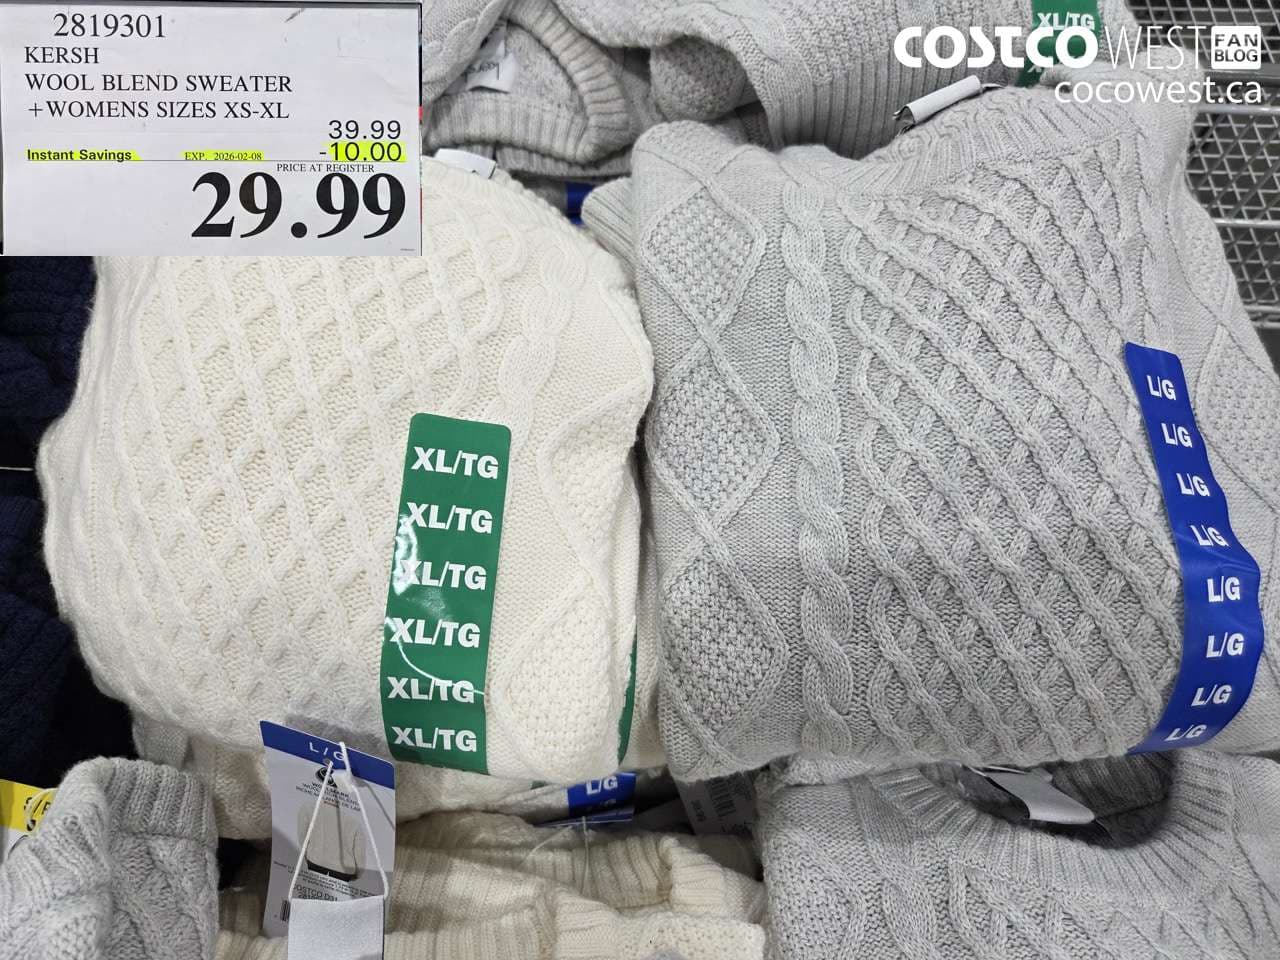 2819301
KERSH
WOOL BLEND SWEATER
+WOMENS SIZES XS-XL
39.99
Instant Savings EXP. 2026-02-08 -10.00
PRICE AT REGISTER
29.99
COSTCO WEST FAN BLOG
cocowest.ca
XL/TG
XL/TG
XL/TG
XL/TG
XL/TG
XL/TG
XL/TG
L/G
L/G
L/G
L/G
L/G
L/G
L/G
L/G
L/G
WOOLMARK
L/G
L/G